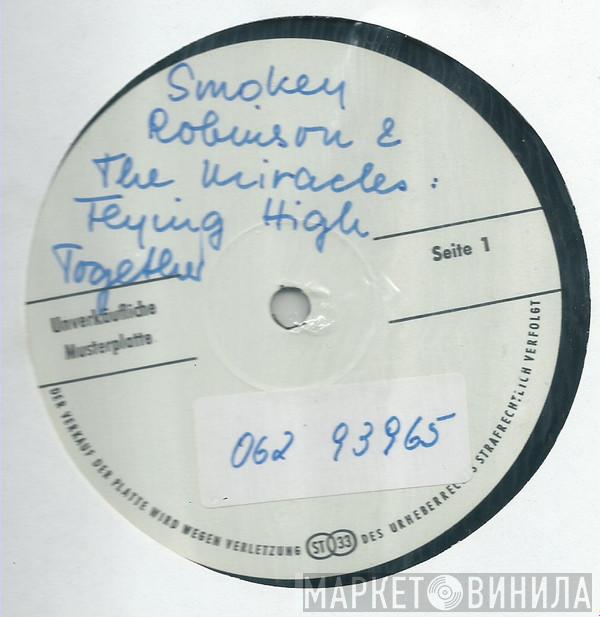 Smokey
Robinson &
The Miracles:
Flying High
Together
Seite 1
Unverkäufliche
Musterplatte
062 93965
DER VERKAUF DER PLATTE WIRD WEGEN VERLETZUNG ST 33 DES URHEBERRECHTS STRAFRECHTLICH VERFOLGT
МАРКЕТ ВИНИЛА